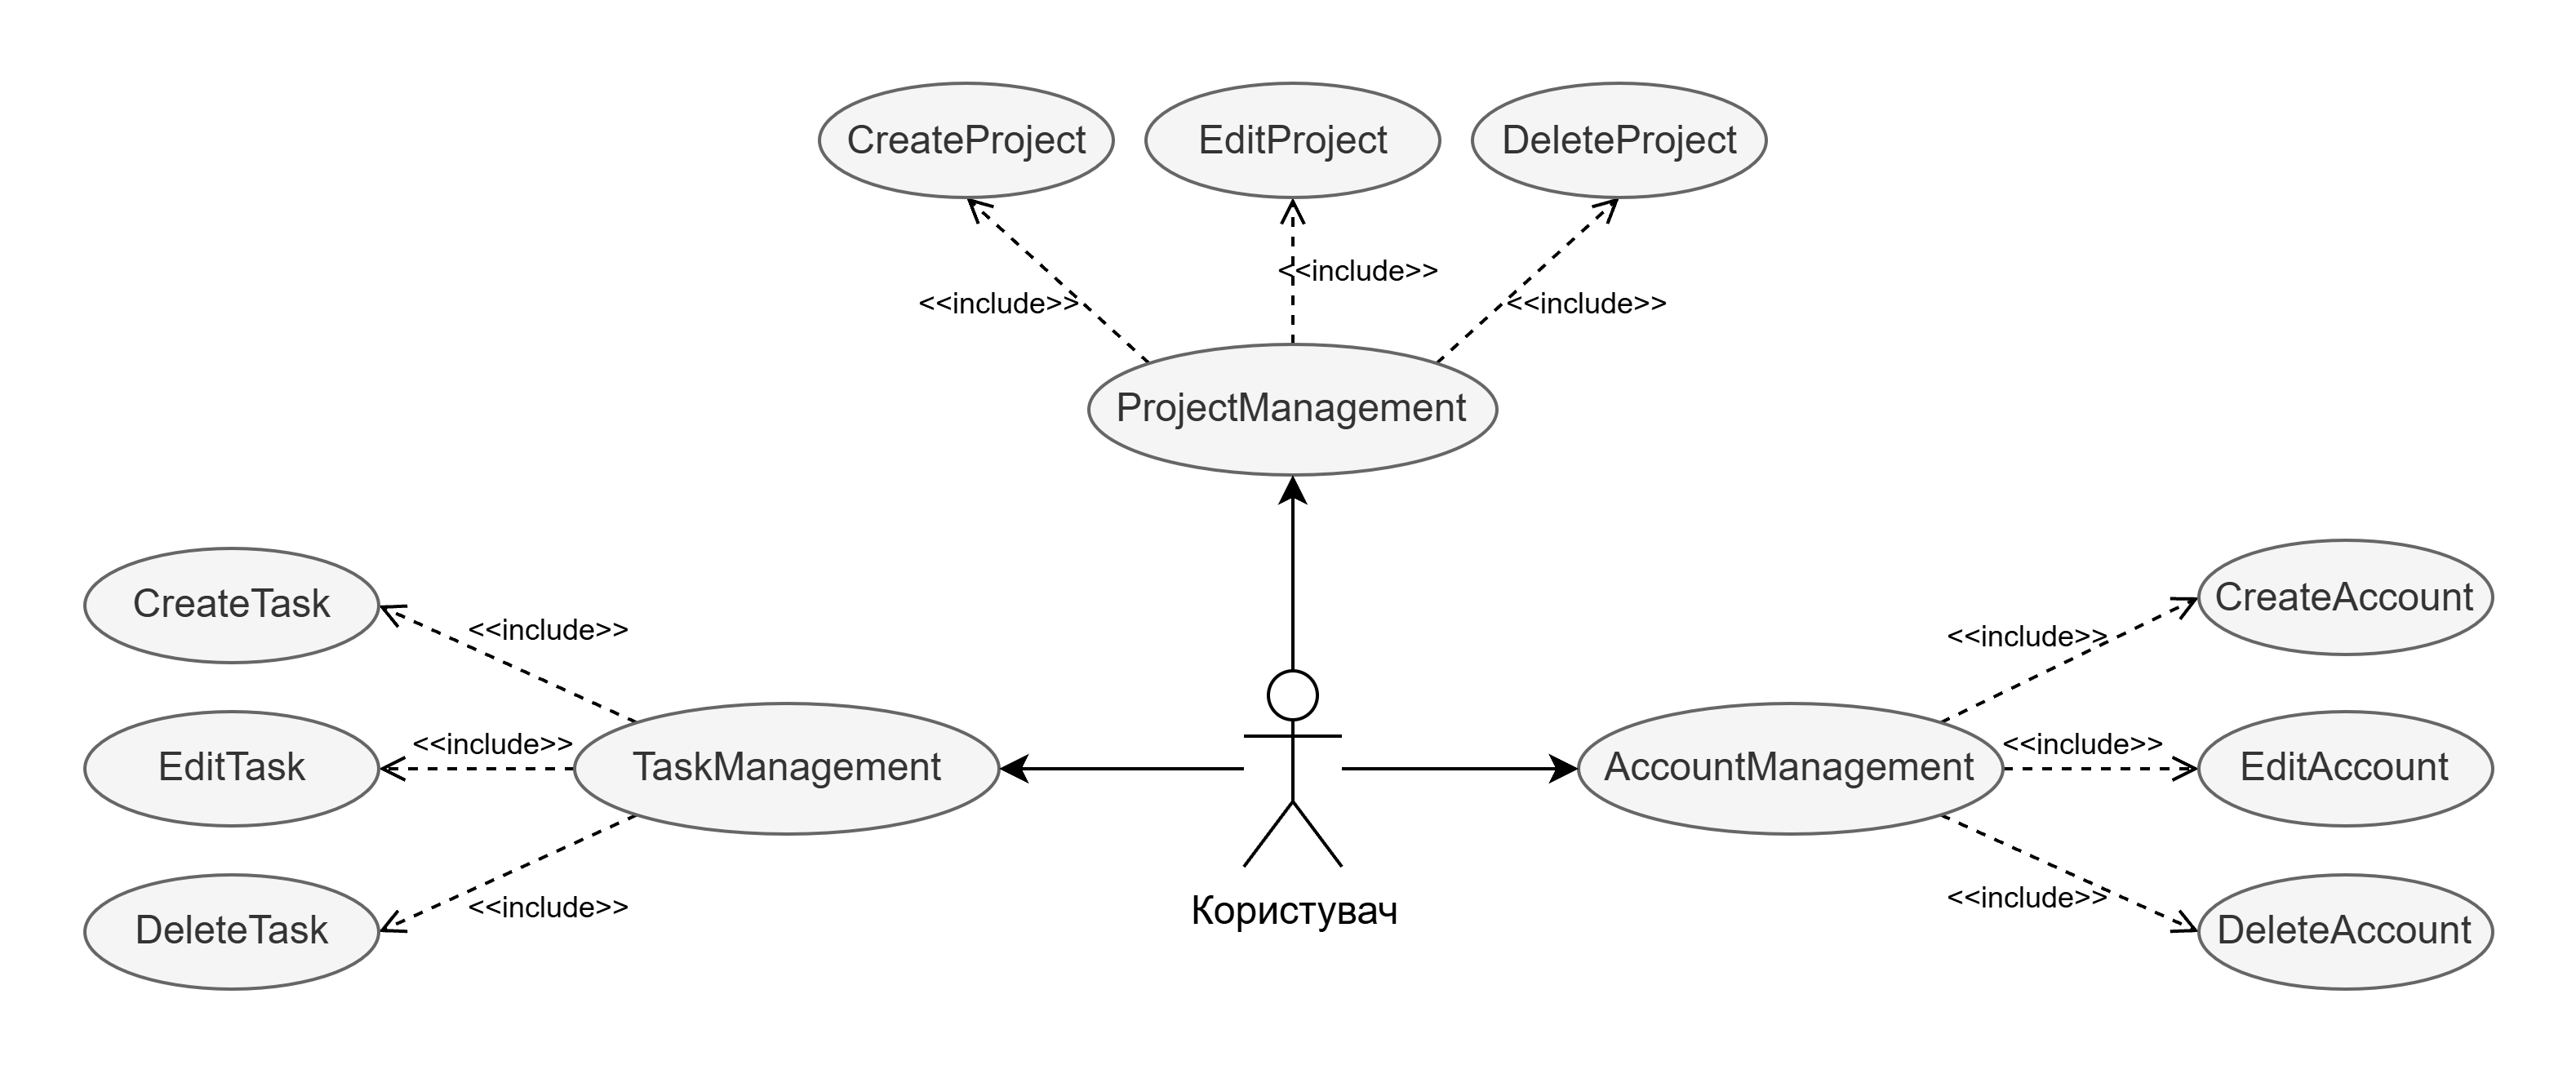 CreateProject
EditProject
DeleteProject
<<include>>
<<include>>
<<include>>
ProjectManagement
CreateTask
<<include>>
<<include>>
CreateAccount
EditTask
<<include>>
TaskManagement
AccountManagement
<<include>>
EditAccount
DeleteTask
<<include>>
Користувач
<<include>>
DeleteAccount